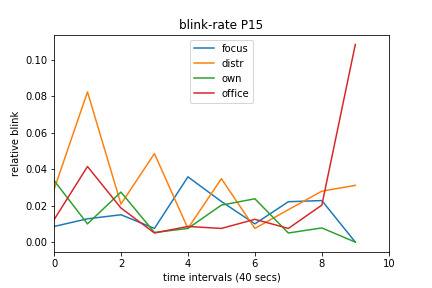 blink-rate P15
focus
distr
own
office
relative blink
0.10
0.08
0.06
0.04
0.02
0.00
0 2 4 6 8 10
time intervals (40 secs)